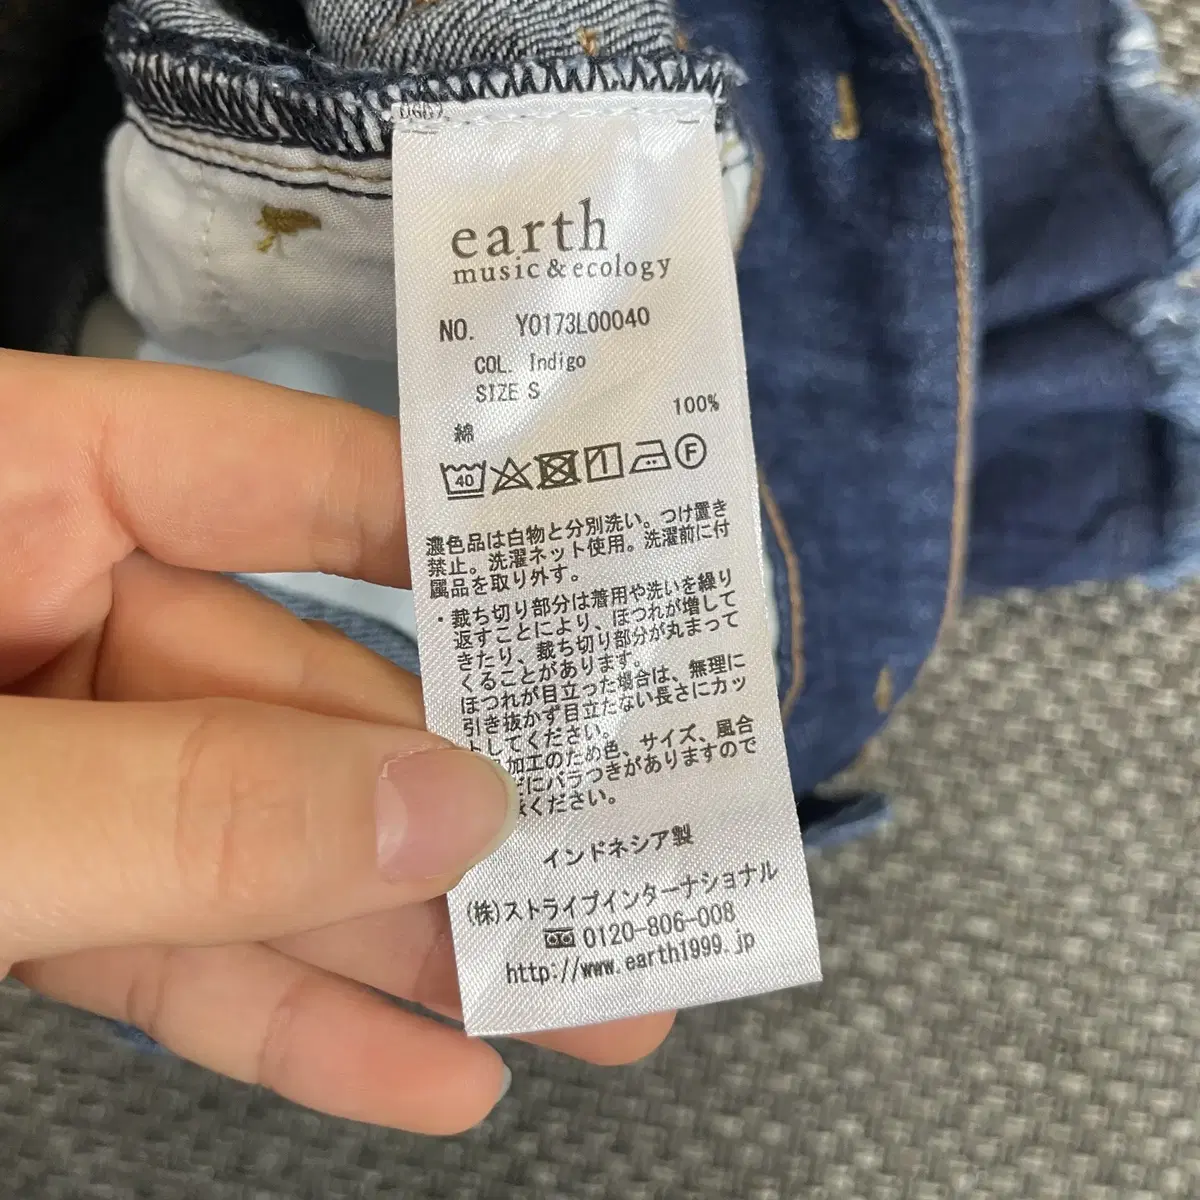 earth
music&ecology
NO. Y0173L00040
COL. Indigo
SIZE S
綿 100%
40
F
濃色品は白物と分別洗い。つけ置き
禁止。洗濯ネット使用。洗濯前に付
属品を取り外す。
・裁ち切り部分は着用や洗いを繰り
返すことにより、ほつれが増して
きたり、裁ち切り部分が丸まって
くることがあります。
ほつれが目立った場合は、無理に
引き抜かず目立たない長さにカッ
トしてください。
加工のため色、サイズ、風合
にバラつきがありますので
ください。
インドネシア製
(株)ストライプインターナショナル
0120-806-008
http://www.earth1999.jp